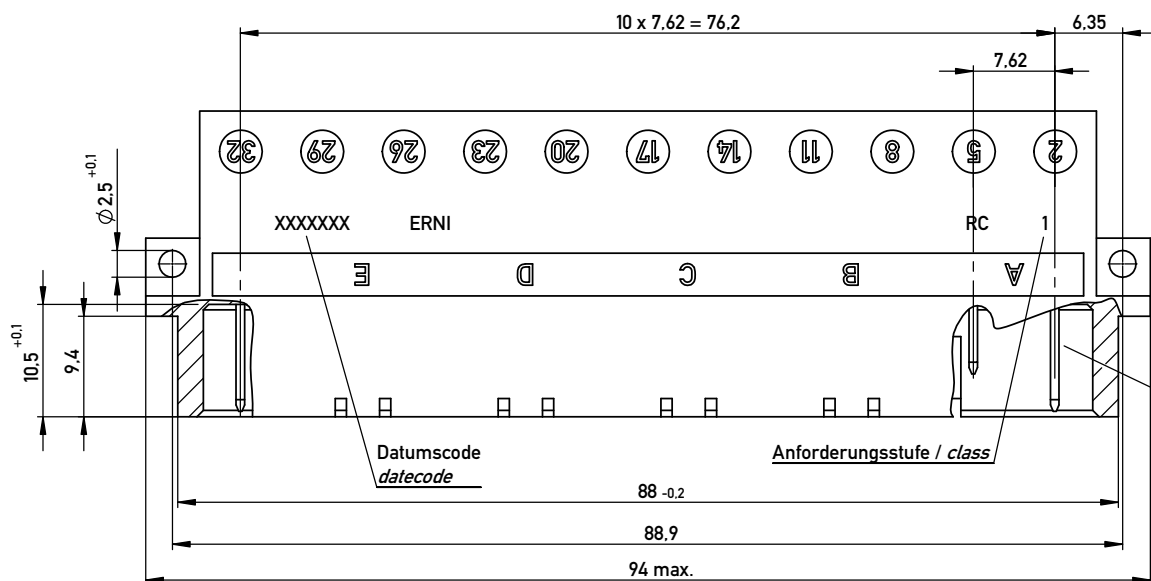 10 x 7,62 = 76,2
6,35
7,62
32 29 26 23 20 17 14 11 8 5 2
Ø 2,5 +0,1
XXXXXXX ERNI RC 1
E D C B A
10,5 +0,1
9,4
Datumscode
datecode
Anforderungsstufe / class
88 -0,2
88,9
94 max.